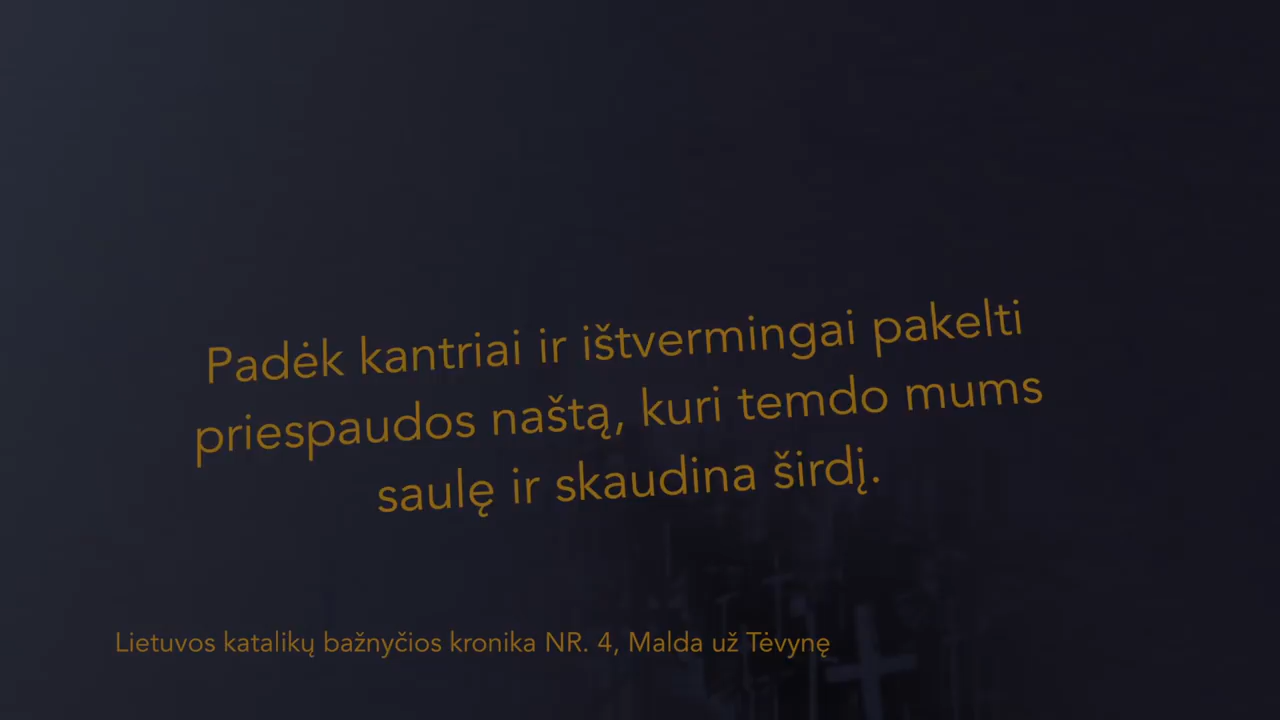 Padėk kantriai ir ištvermingai pakelti
priespaudos naštą, kuri temdo mums
saulę ir skaudina širdį.
Lietuvos katalikų bažnyčios kronika NR. 4, Malda už Tėvynę